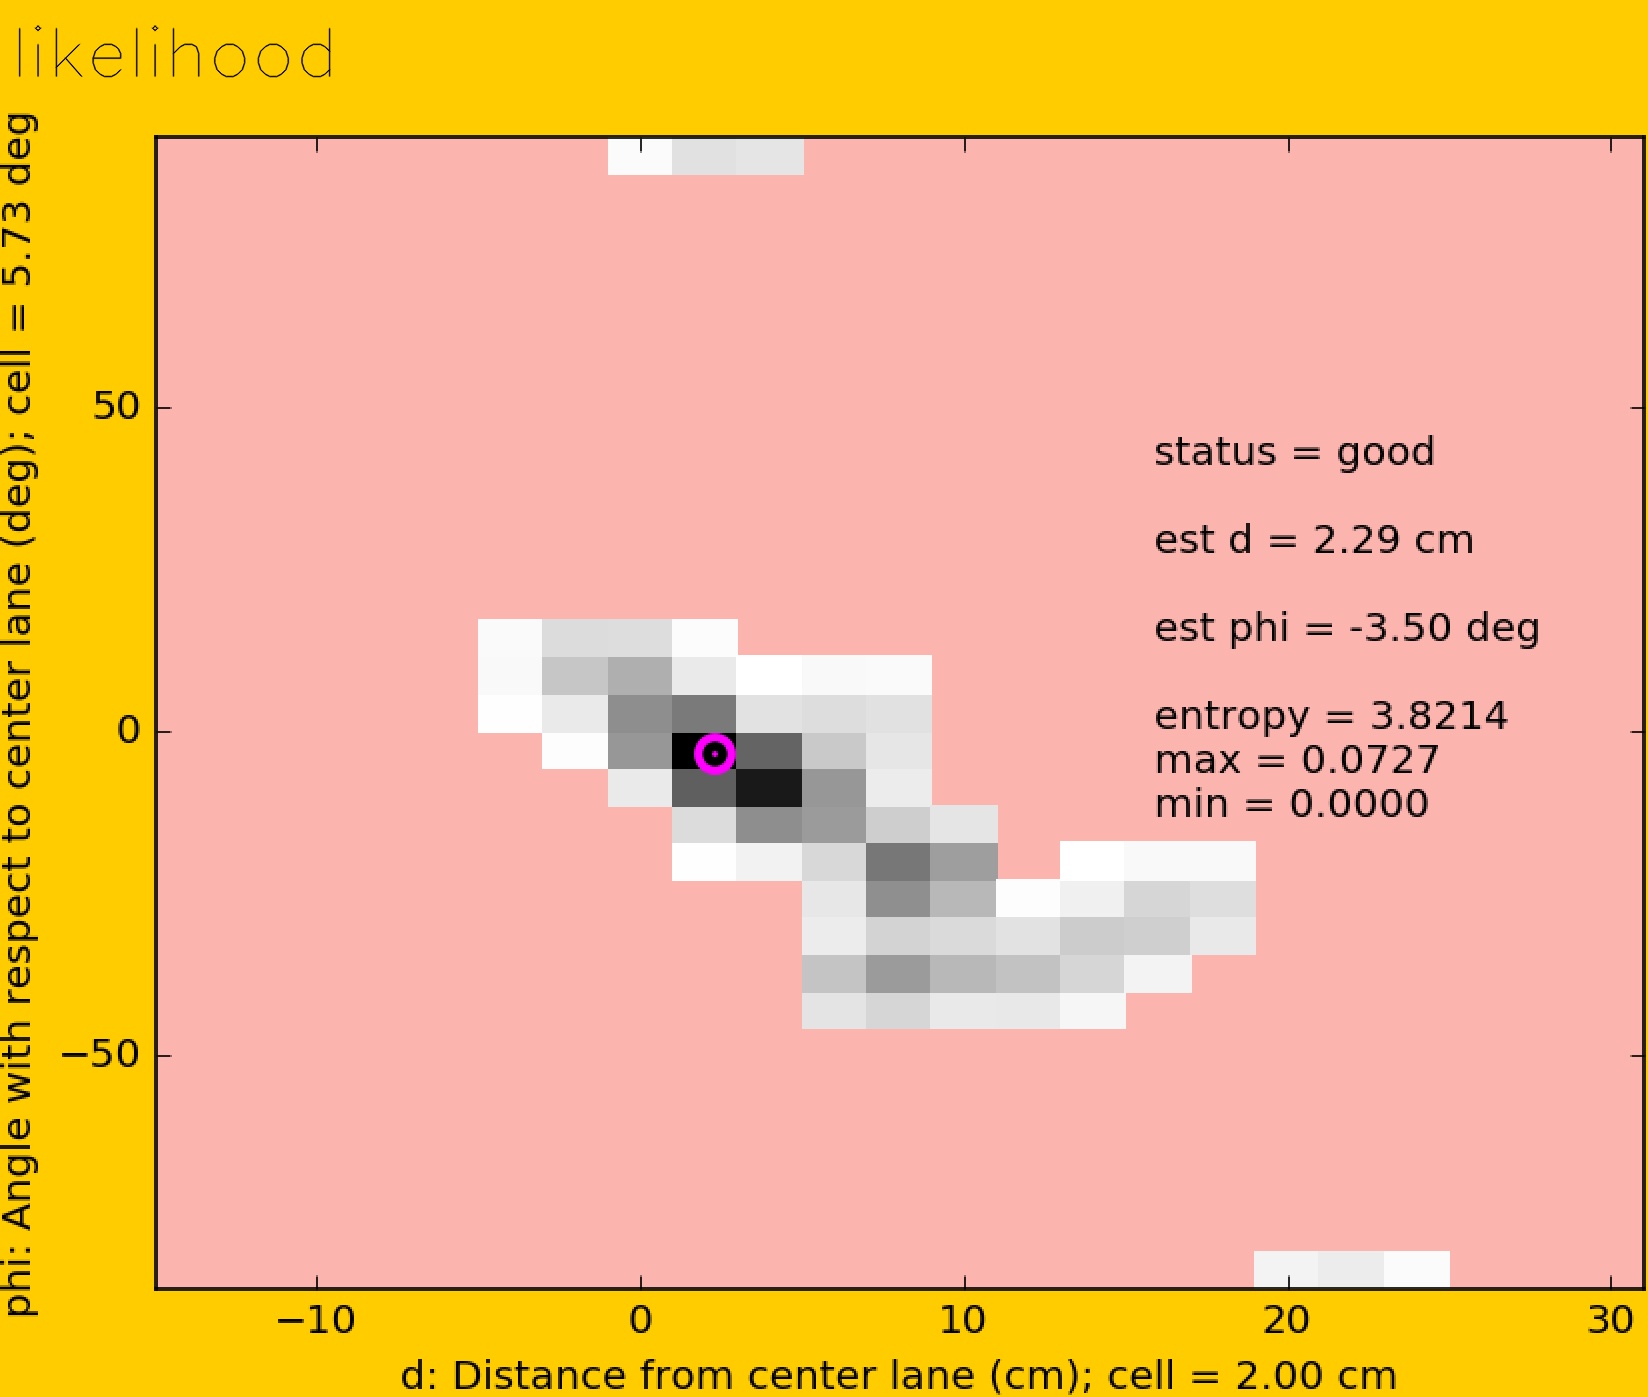 likelihood
phi: Angle with respect to center lane (deg); cell = 5.73 deg
50
0
−50
status = good
est d = 2.29 cm
est phi = -3.50 deg
entropy = 3.8214
max = 0.0727
min = 0.0000
−10 0 10 20 30
d: Distance from center lane (cm); cell = 2.00 cm